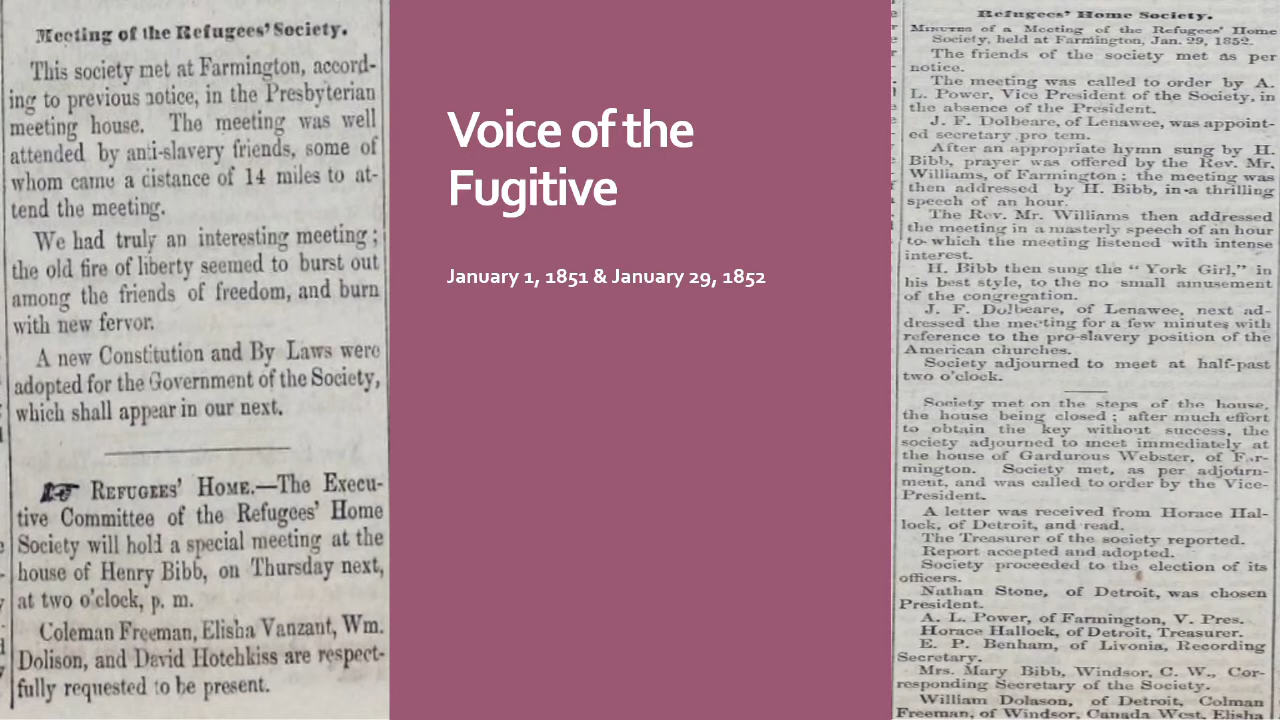 Meeting of the Refugees' Society.
This society met at Farmington, accord-
ing to previous notice, in the Presbyterian
meeting house. The meeting was well
attended by anti-slavery friends, some of
whom came a distance of 14 miles to at-
tend the meeting.
We had truly an interesting meeting;
the old fire of liberty seemed to burst out
among the friends of freedom, and burn
with new fervor.
A new Constitution and By Laws were
adopted for the Government of the Society,
which shall appear in our next.
REFUGEES' HOME.—The Execu-
tive Committee of the Refugees' Home
Society will hold a special meeting at the
house of Henry Bibb, on Thursday next,
at two o'clock, p. m.
Coleman Freeman, Elisha Vanzant, Wm.
Dolison, and David Hotchkiss are respect-
fully requested to be present.
Voice of the
Fugitive
January 1, 1851 & January 29, 1852
Refugees' Home Society.
MINUTES of a Meeting of the Refugees' Home
Society, held at Farmington, Jan. 29, 1852.
The friends of the society met as per
notice.
The meeting was called to order by A.
L. Power, Vice President of the Society, in
the absence of the President.
J. F. Dolbeare, of Lenawee, was appoint-
ed secretary pro tem.
After an appropriate hymn sung by H.
Bibb, prayer was offered by the Rev. Mr.
Williams, of Farmington; the meeting was
then addressed by H. Bibb, in a thrilling
speech of an hour.
The Rev. Mr. Williams then addressed
the meeting in a masterly speech of an hour
to which the meeting listened with intense
interest.
H. Bibb then sung the "York Girl," in
his best style, to the no small amusement
of the congregation.
J. F. Dolbeare, of Lenawee, next ad-
dressed the meeting for a few minutes with
reference to the pro-slavery position of the
American churches.
Society adjourned to meet at half-past
two o'clock.
Society met on the steps of the house,
the house being closed; after much effort
to obtain the key without success, the
society adjourned to meet immediately at
the house of Gardurous Webster, of Far-
mington. Society met, as per adjourn-
ment, and was called to order by the Vice-
President.
A letter was received from Horace Hal-
lock, of Detroit, and read.
The Treasurer of the society reported.
Report accepted and adopted.
Society proceeded to the election of its
officers.
Nathan Stone, of Detroit, was chosen
President.
A. L. Power, of Farmington, V. Pres.
Horace Hallock, of Detroit, Treasurer.
E. P. Benham, of Livonia, Recording
Secretary.
Mrs. Mary Bibb, Windsor, C. W., Cor-
responding Secretary of the Society.
William Dolason, of Detroit, Colman
Freeman, of Windsor, Canada West, Elisha